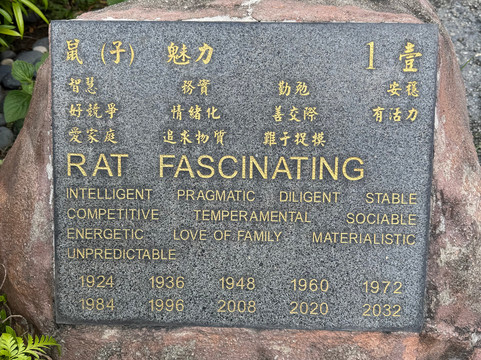 鼠 (子) 魅力 1 壹
智慧 務實 勤勉 安穩
好競爭 情緒化 善交際 有活力
愛家庭 追求物質 難于捉摸
RAT FASCINATING
INTELLIGENT PRAGMATIC DILIGENT STABLE
COMPETITIVE TEMPERAMENTAL SOCIABLE
ENERGETIC LOVE OF FAMILY MATERIALISTIC
UNPREDICTABLE
1924 1936 1948 1960 1972
1984 1996 2008 2020 2032